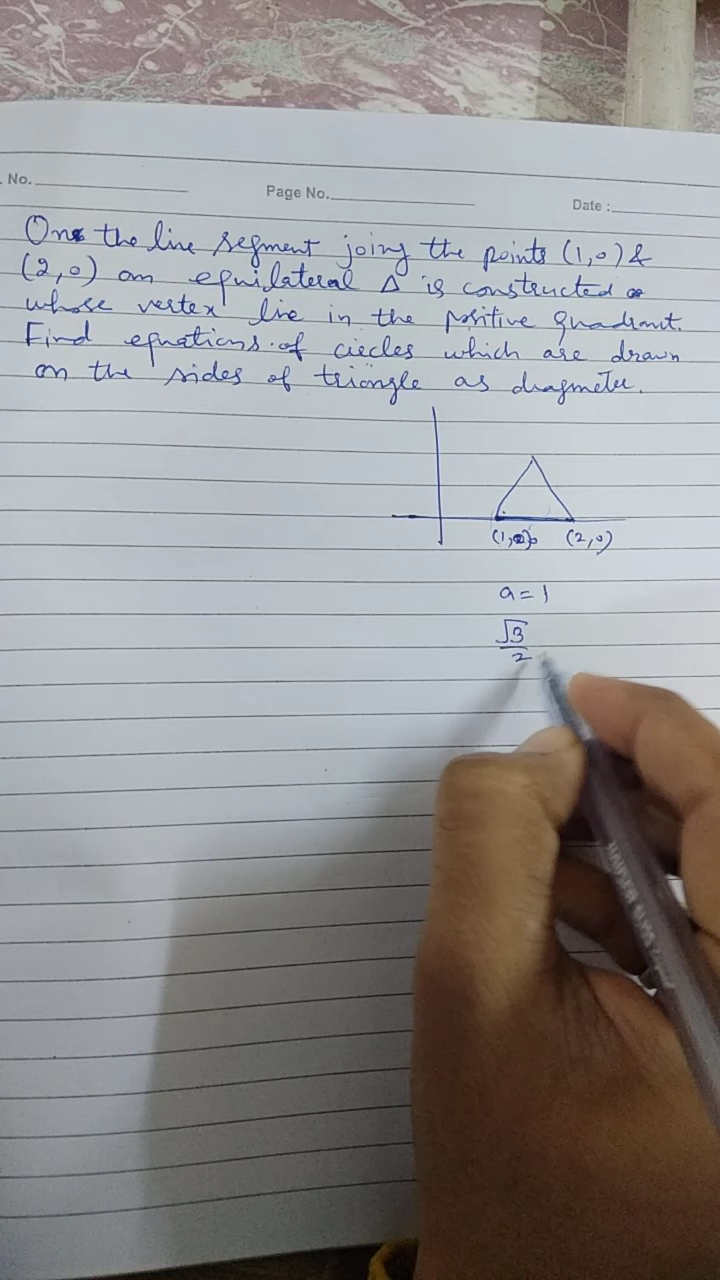 . No.
Page No.
Date :
One the line segment joing the points (1,0) &
(2,0) an equilateral Δ is constructed
whose vertex lie in the positive quadrant.
Find equations of circles which are drawn
on the sides of triangle as diagmeter.
(1,0) (2,0)
a = 1
√3/2